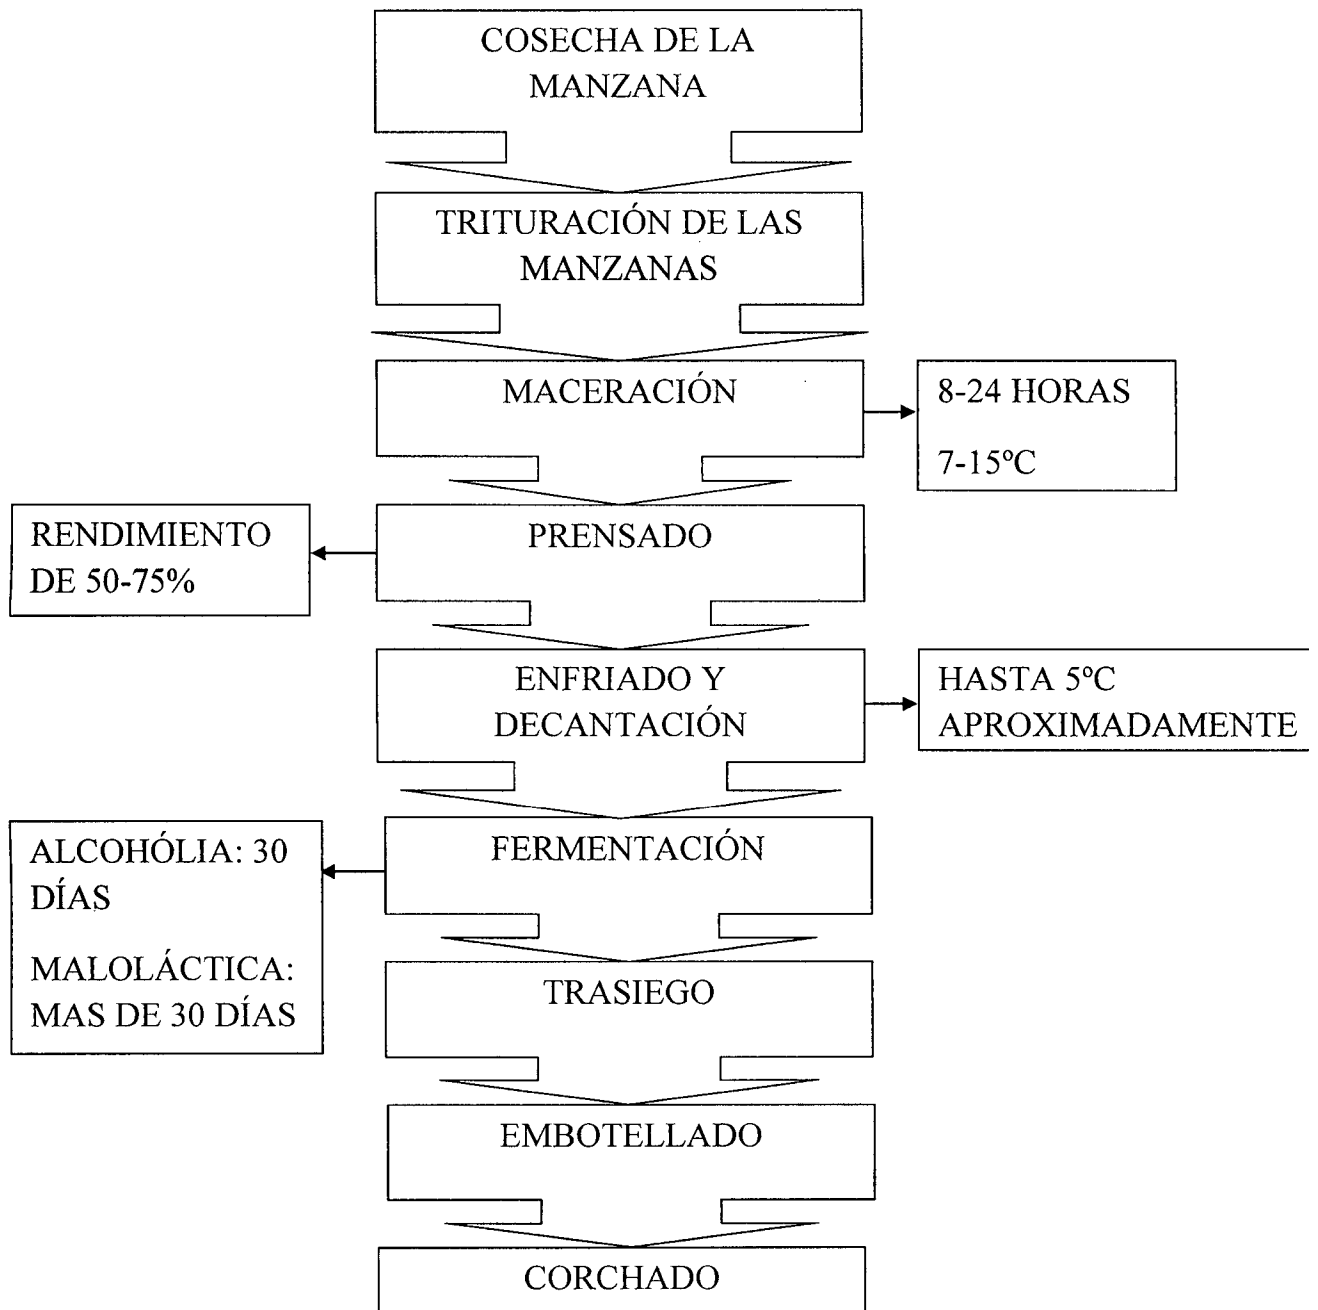 COSECHA DE LA
MANZANA
TRITURACIÓN DE LAS
MANZANAS
MACERACIÓN
8-24 HORAS
7-15ºC
PRENSADO
RENDIMIENTO
DE 50-75%
ENFRIADO Y
DECANTACIÓN
HASTA 5ºC
APROXIMADAMENTE
FERMENTACIÓN
ALCOHÓLIA: 30
DÍAS
MALOLÁCTICA:
MAS DE 30 DÍAS
TRASIEGO
EMBOTELLADO
CORCHADO